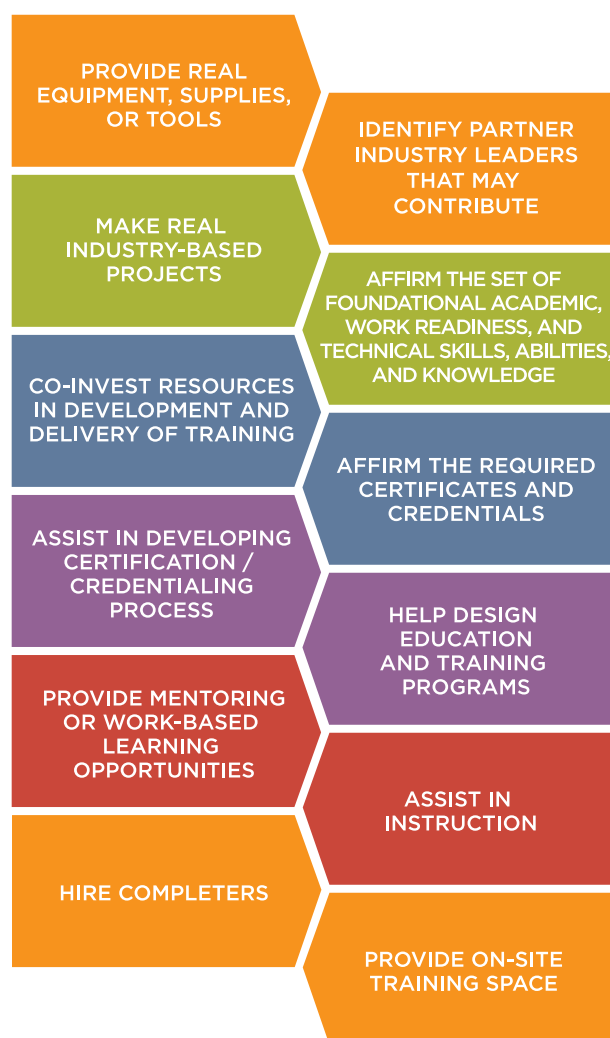 PROVIDE REAL
EQUIPMENT, SUPPLIES,
OR TOOLS
IDENTIFY PARTNER
INDUSTRY LEADERS
THAT MAY
CONTRIBUTE
MAKE REAL
INDUSTRY-BASED
PROJECTS
AFFIRM THE SET OF
FOUNDATIONAL ACADEMIC,
WORK READINESS, AND
TECHNICAL SKILLS, ABILITIES,
AND KNOWLEDGE
CO-INVEST RESOURCES
IN DEVELOPMENT AND
DELIVERY OF TRAINING
AFFIRM THE REQUIRED
CERTIFICATES AND
CREDENTIALS
ASSIST IN DEVELOPING
CERTIFICATION /
CREDENTIALING
PROCESS
HELP DESIGN
EDUCATION
AND TRAINING
PROGRAMS
PROVIDE MENTORING
OR WORK-BASED
LEARNING
OPPORTUNITIES
ASSIST IN
INSTRUCTION
HIRE COMPLETERS
PROVIDE ON-SITE
TRAINING SPACE